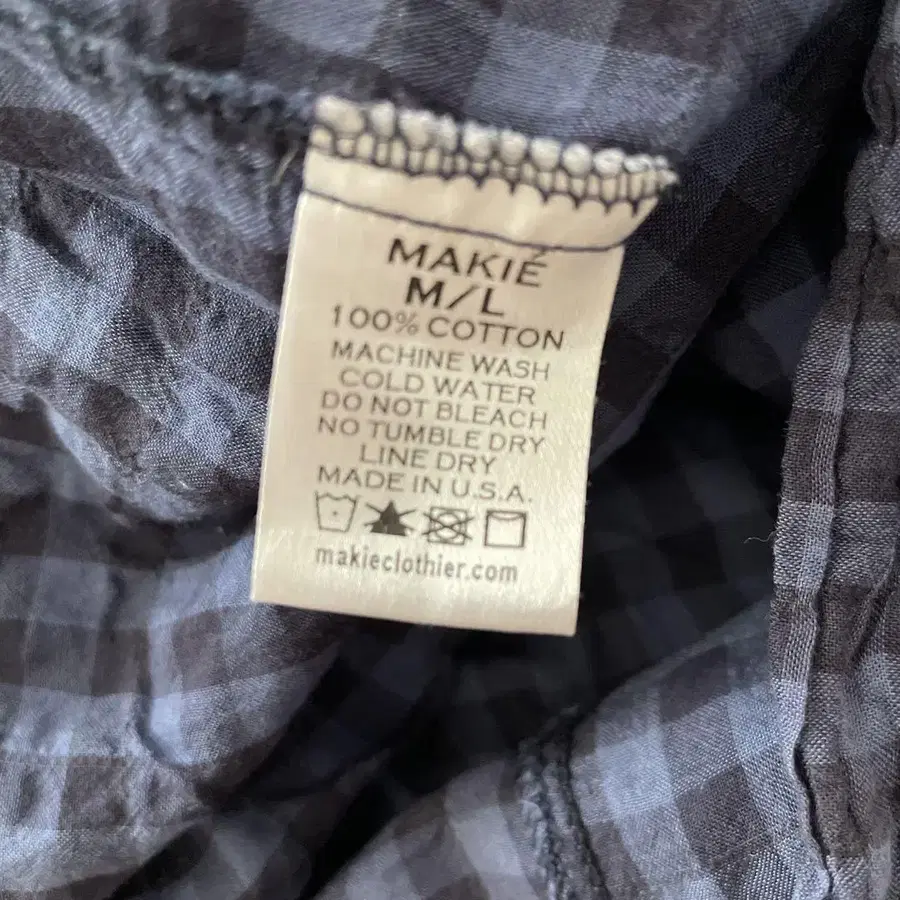 MAKIÉ
M/L
100% COTTON
MACHINE WASH
COLD WATER
DO NOT BLEACH
NO TUMBLE DRY
LINE DRY
MADE IN U.S.A.
makieclothier.com